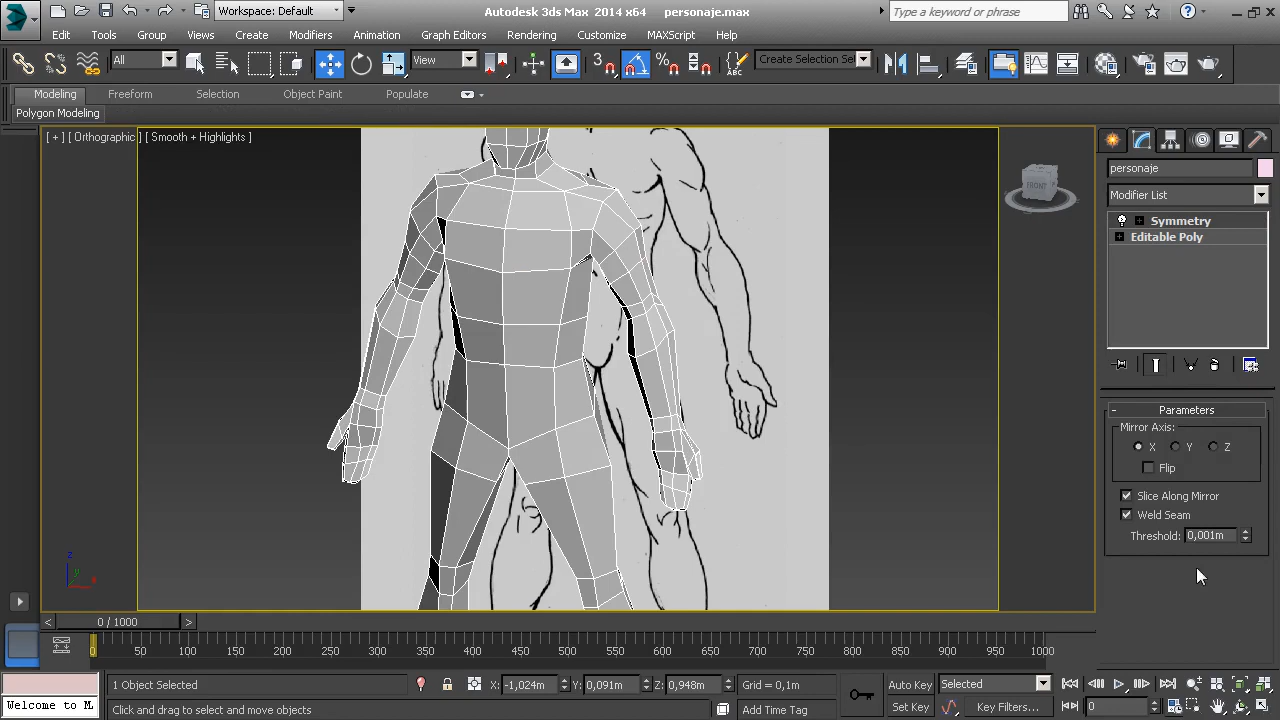 Workspace: Default
Autodesk 3ds Max 2014 x64 personaje.max
Type a keyword or phrase
Edit Tools Group Views Create Modifiers Animation Graph Editors Rendering Customize MAXScript Help
All View 3 % ABC Create Selection Se
Modeling Freeform Selection Object Paint Populate
Polygon Modeling
[ + ] [ Orthographic ] [ Smooth + Highlights ]
FRONT
personaje
Modifier List
Symmetry
Editable Poly
Parameters
Mirror Axis:
X Y Z
Flip
Slice Along Mirror
Weld Seam
Threshold: 0,001m
z
y
x
< 0 / 1000 >
0 50 100 150 200 250 300 350 400 450 500 550 600 650 700 750 800 850 900 950 1000
1 Object Selected X: -1,024m Y: 0,091m Z: 0,948m Grid = 0,1m Auto Key Selected
Welcome to M Click and drag to select and move objects Add Time Tag Set Key Key Filters... 0